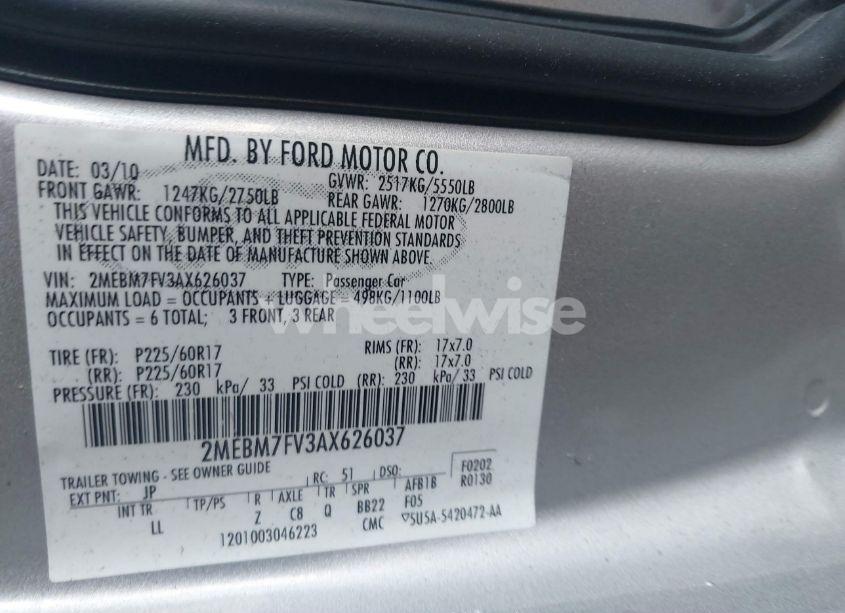 MFD. BY FORD MOTOR CO.
DATE: 03/10 GVWR: 2517KG/5550LB
FRONT GAWR: 1247KG/2750LB REAR GAWR: 1270KG/2800LB
THIS VEHICLE CONFORMS TO ALL APPLICABLE FEDERAL MOTOR
VEHICLE SAFETY, BUMPER, AND THEFT PREVENTION STANDARDS
IN EFFECT ON THE DATE OF MANUFACTURE SHOWN ABOVE.
VIN: 2MEBM7FV3AX626037 TYPE: Passenger Car
MAXIMUM LOAD = OCCUPANTS + LUGGAGE = 498KG/1100LB
OCCUPANTS = 6 TOTAL; 3 FRONT, 3 REAR
wheelwise
TIRE (FR): P225/60R17 RIMS (FR): 17x7.0
(RR): P225/60R17 (RR): 17x7.0
PRESSURE (FR): 230 kPa/ 33 PSI COLD (RR): 230 kPa/ 33 PSI COLD
2MEBM7FV3AX626037
TRAILER TOWING - SEE OWNER GUIDE RC: 51 DSO: F0202
EXT PNT: JP AFB1B R0130
INT TR TP/PS R AXLE TR SPR F05
LL Z C8 Q BB22
1201003046223 CMC ▽5U5A-5420472-AA